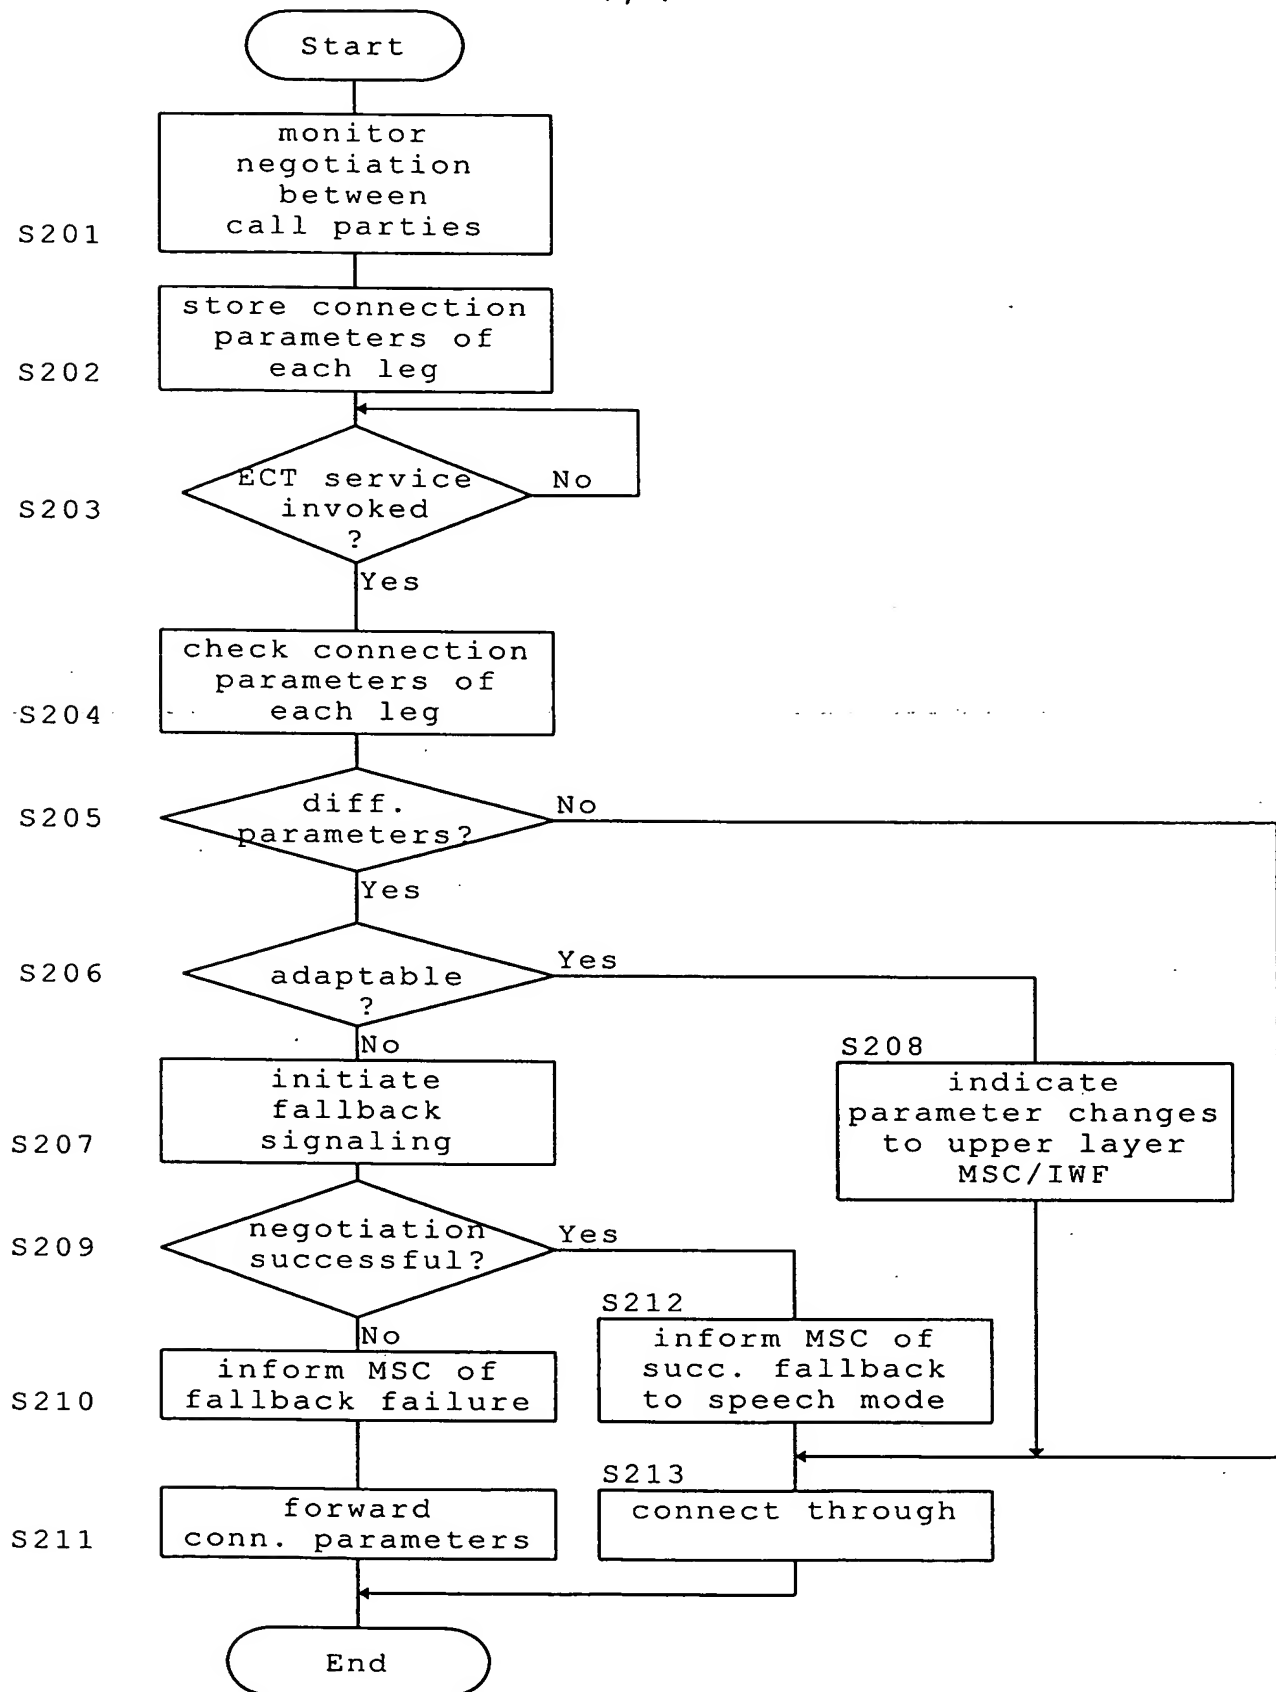 Start
monitor
negotiation
between
call parties
S201
store connection
parameters of
each leg
S202
ECT service
invoked
?
No
S203
Yes
check connection
parameters of
each leg
S204
diff.
parameters?
No
S205
Yes
adaptable
?
Yes
S206
No
S208
indicate
parameter changes
to upper layer
MSC/IWF
initiate
fallback
signaling
S207
negotiation
successful?
Yes
S209
No
S212
inform MSC of
succ. fallback
to speech mode
inform MSC of
fallback failure
S210
S213
connect through
forward
conn. parameters
S211
End